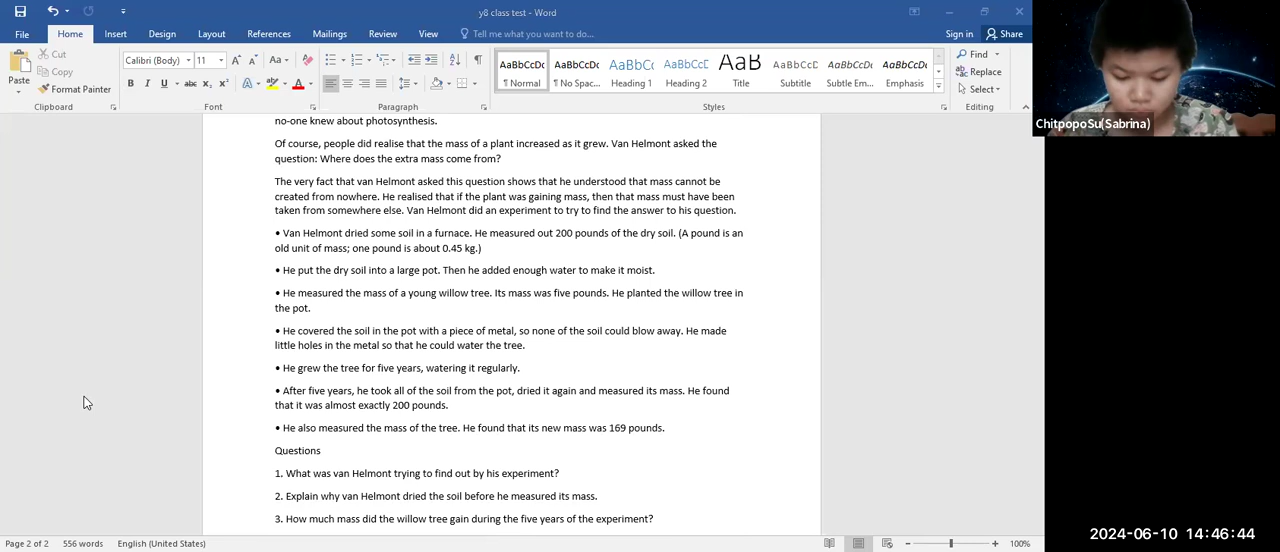 y8 class test - Word
File Home Insert Design Layout References Mailings Review View Tell me what you want to do... Sign in Share
Paste Cut Copy Format Painter
Calibri (Body) 11
AaBbCcDc AaBbCcDc AaBbCc AaBbCc AaB AaBbCcD AaBbCcDc AaBbCcDc
¶ Normal ¶ No Spac... Heading 1 Heading 2 Title Subtitle Subtle Em... Emphasis
Find Replace Select
Clipboard Font Paragraph Styles Editing
ChitpopoSu(Sabrina)
no-one knew about photosynthesis.
Of course, people did realise that the mass of a plant increased as it grew. Van Helmont asked the
question: Where does the extra mass come from?
The very fact that van Helmont asked this question shows that he understood that mass cannot be
created from nowhere. He realised that if the plant was gaining mass, then that mass must have been
taken from somewhere else. Van Helmont did an experiment to try to find the answer to his question.
• Van Helmont dried some soil in a furnace. He measured out 200 pounds of the dry soil. (A pound is an
old unit of mass; one pound is about 0.45 kg.)
• He put the dry soil into a large pot. Then he added enough water to make it moist.
• He measured the mass of a young willow tree. Its mass was five pounds. He planted the willow tree in
the pot.
• He covered the soil in the pot with a piece of metal, so none of the soil could blow away. He made
little holes in the metal so that he could water the tree.
• He grew the tree for five years, watering it regularly.
• After five years, he took all of the soil from the pot, dried it again and measured its mass. He found
that it was almost exactly 200 pounds.
• He also measured the mass of the tree. He found that its new mass was 169 pounds.
Questions
1. What was van Helmont trying to find out by his experiment?
2. Explain why van Helmont dried the soil before he measured its mass.
3. How much mass did the willow tree gain during the five years of the experiment?
2024-06-10 14:46:44
Page 2 of 2 556 words English (United States) 100%